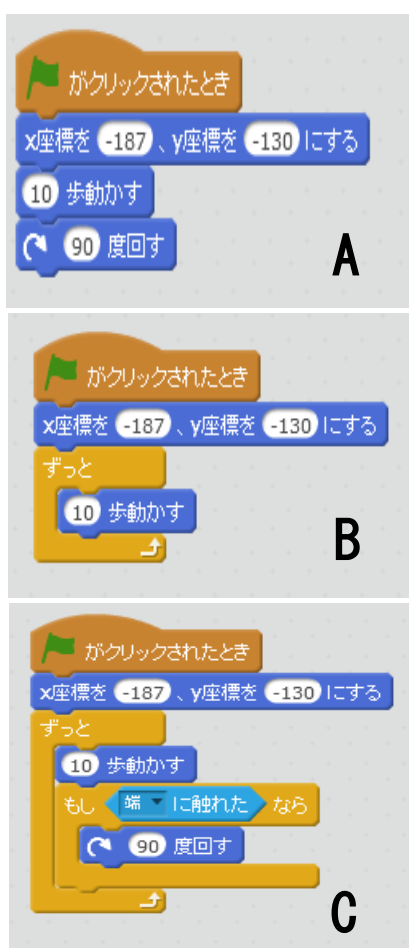 がクリックされたとき
x座標を -187 、y座標を -130 にする
10 歩動かす
90 度回す
A
がクリックされたとき
x座標を -187 、y座標を -130 にする
ずっと
10 歩動かす
B
がクリックされたとき
x座標を -187 、y座標を -130 にする
ずっと
10 歩動かす
もし 端 に触れた なら
90 度回す
C